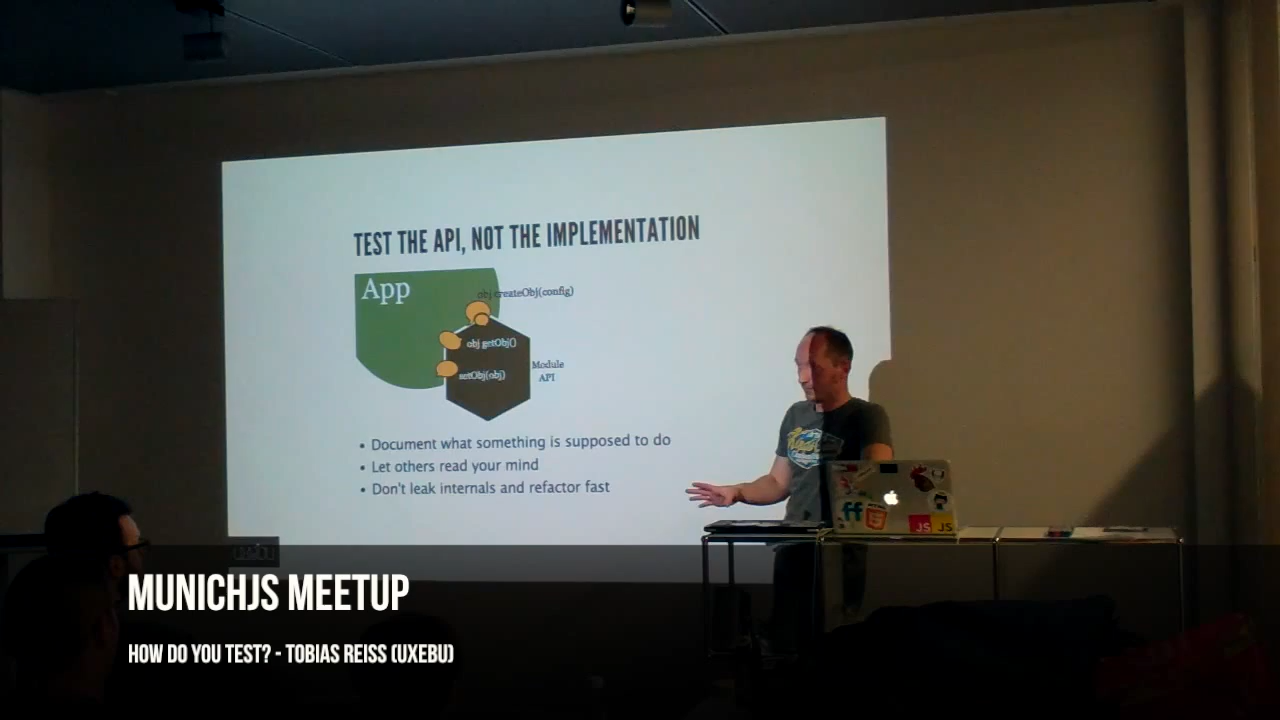 TEST THE API, NOT THE IMPLEMENTATION
App
obj createObj(config)
obj getObj()
setObj(obj)
Module
API
• Document what something is supposed to do
• Let others read your mind
• Don't leak internals and refactor fast
JS JS
MUNICHJS MEETUP
HOW DO YOU TEST? - TOBIAS REISS (UXEBU)